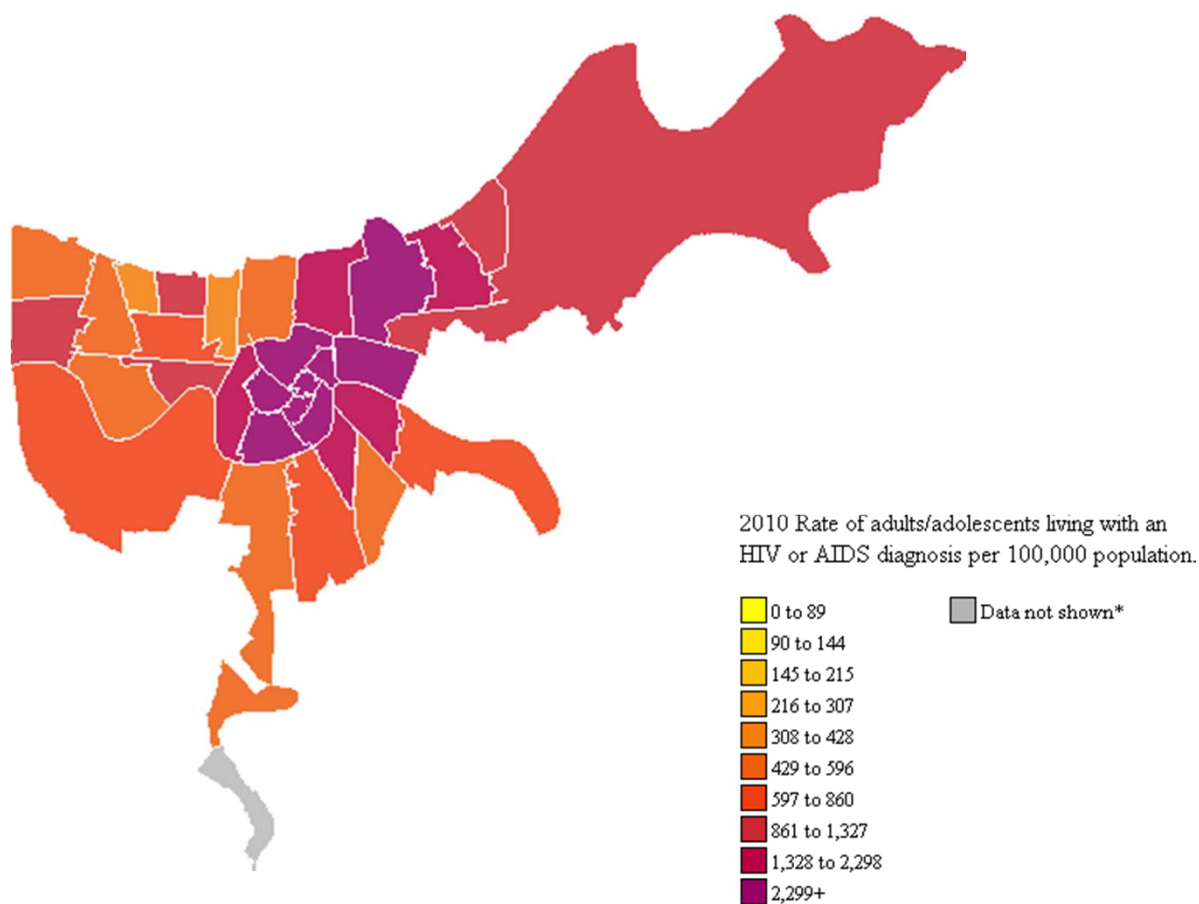 2010 Rate of adults/adolescents living with an
HIV or AIDS diagnosis per 100,000 population.
0 to 89
Data not shown*
90 to 144
145 to 215
216 to 307
308 to 428
429 to 596
597 to 860
861 to 1,327
1,328 to 2,298
2,299+